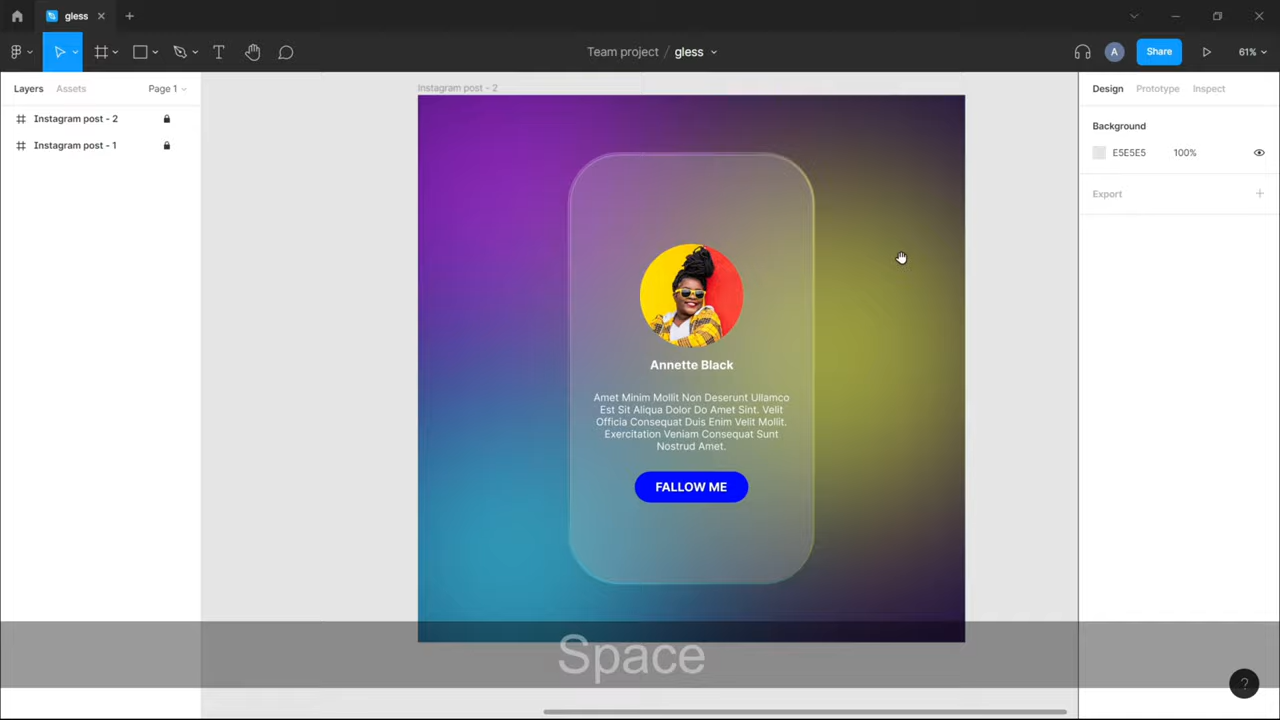 gless
Team project / gless
A
Share
61%
Layers
Assets
Page 1
Instagram post - 2
Instagram post - 1
Instagram post - 2
Annette Black
Amet Minim Mollit Non Deserunt Ullamco
Est Sit Aliqua Dolor Do Amet Sint. Velit
Officia Consequat Duis Enim Velit Mollit.
Exercitation Veniam Consequat Sunt
Nostrud Amet.
FALLOW ME
Design
Prototype
Inspect
Background
E5E5E5
100%
Export
Space
?